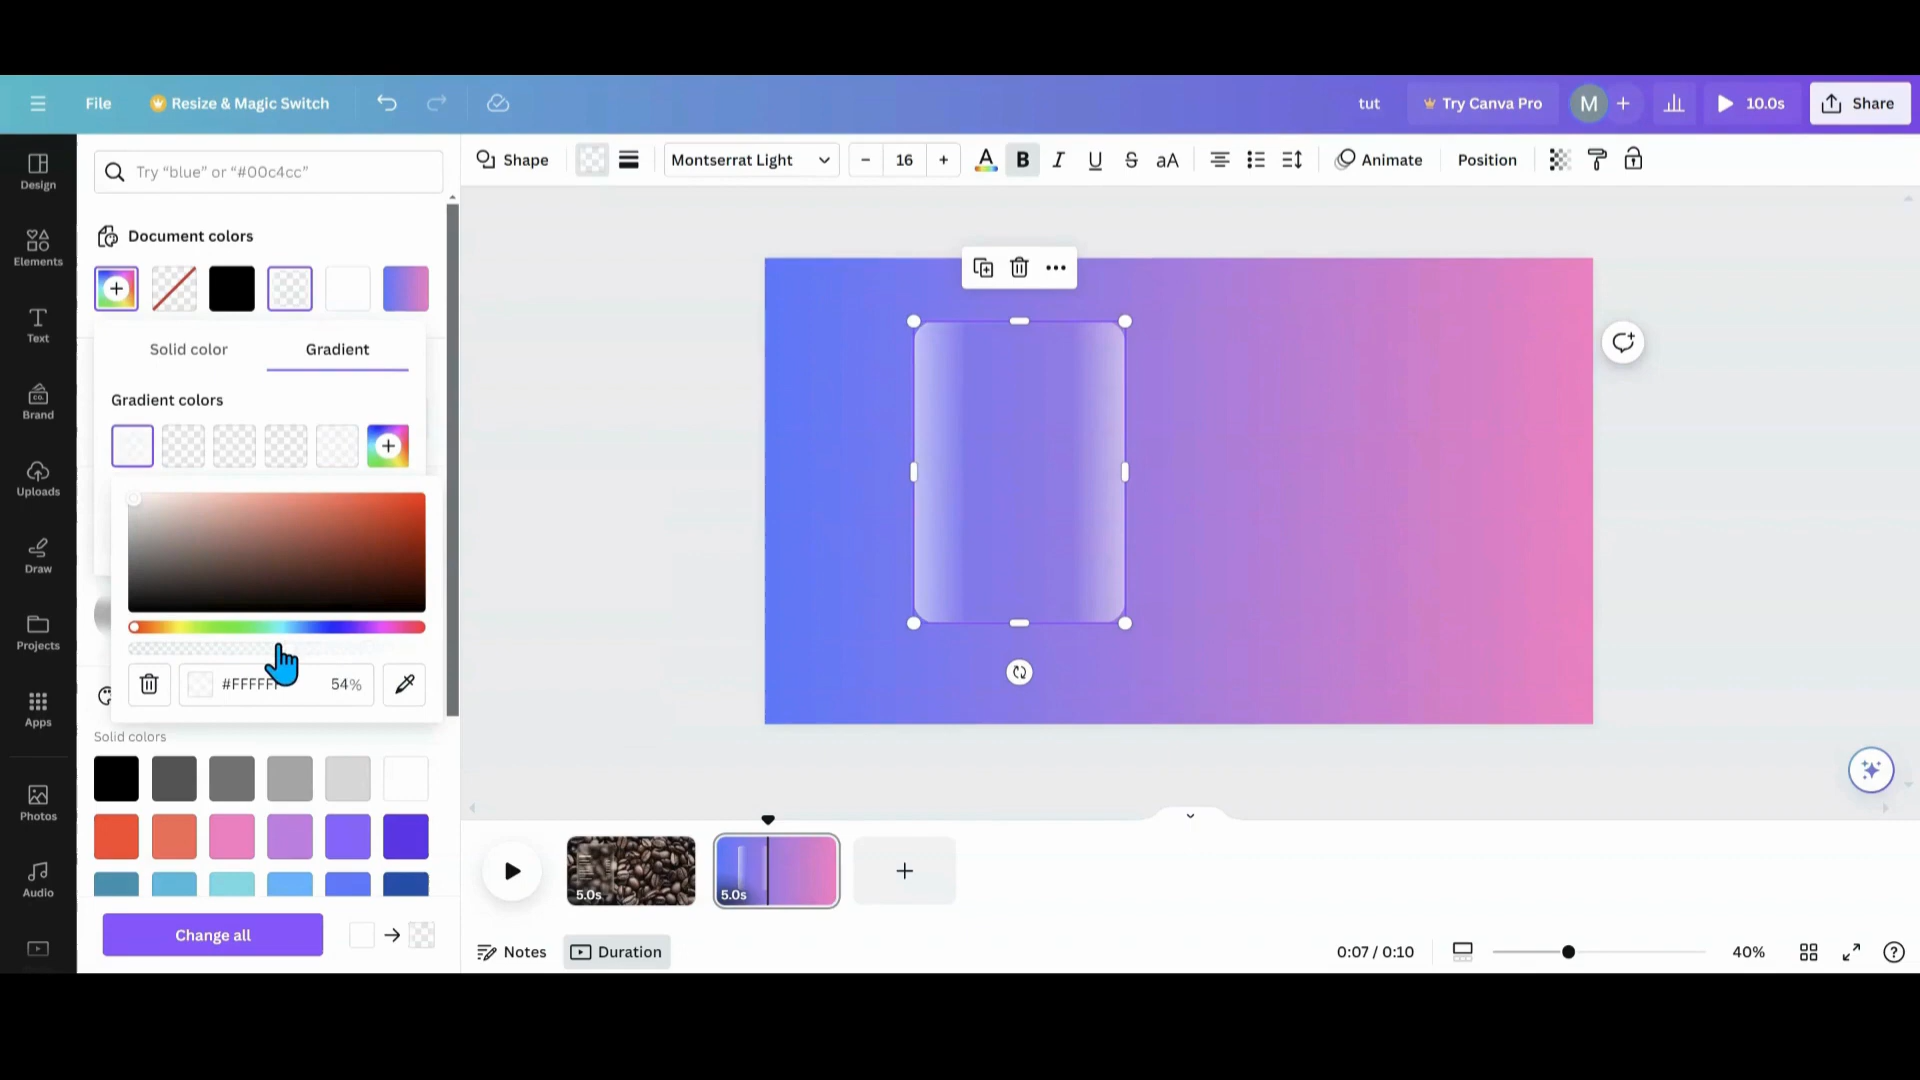 File
Resize & Magic Switch
tut
Try Canva Pro
M
10.0s
Share
Design
Elements
Text
Brand
CO.
Uploads
Draw
Projects
Apps
Photos
Audio
Try “blue” or “#00c4cc”
Document colors
Solid color
Gradient
Gradient colors
#FFFFFF
54%
Solid colors
Change all
Shape
Montserrat Light
– 16 +
A B I U S aA
Animate
Position
5.0s
5.0s
Notes
Duration
0:07 / 0:10
40%